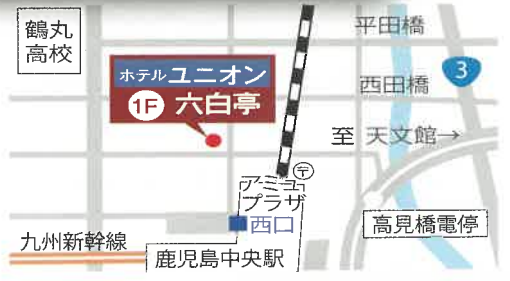 鶴丸
高校
平田橋
3
西田橋
ホテルユニオン
1F 六白亭
至 天文館→
〒
アミュ
プラザ
西口
高見橋電停
九州新幹線
鹿児島中央駅